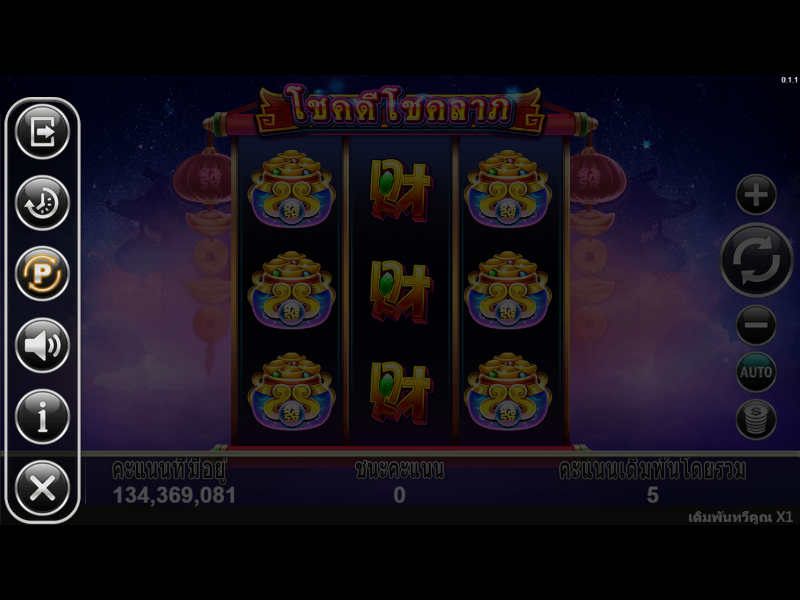 0.1.1
โชคดีโชคลาภ
P
AUTO
คะแนนที่มีอยู่ ชนะคะแนน คะแนนเดิมพันโดยรวม
134,369,081 0 5
เดิมพันทวีคูณ X1